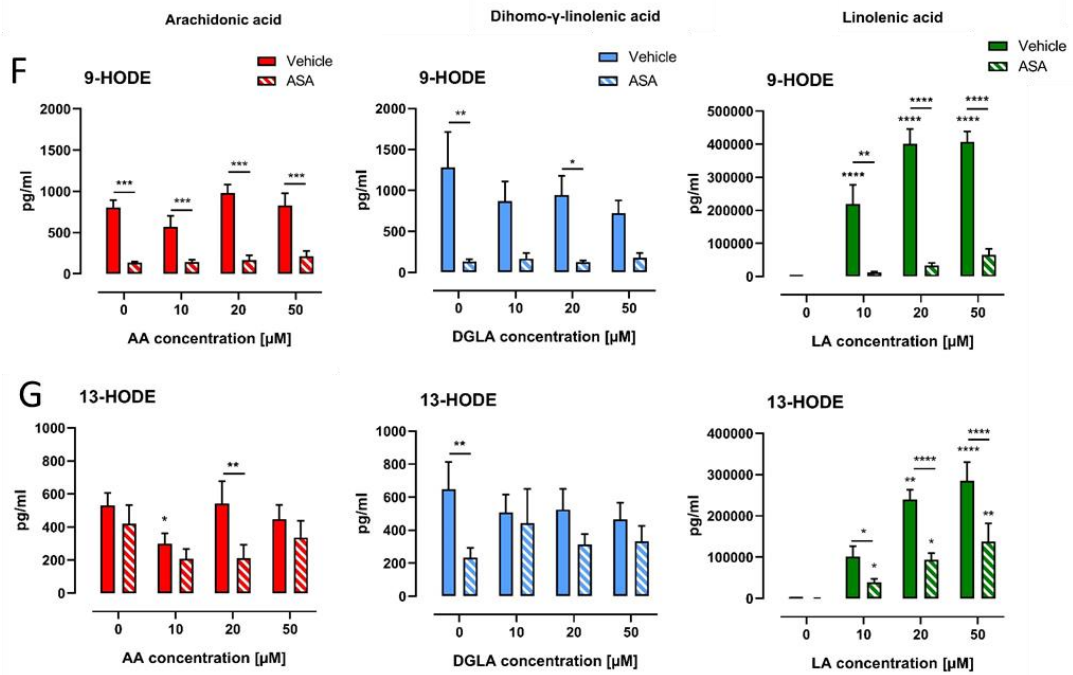 Arachidonic acid
Dihomo-γ-linolenic acid
Linolenic acid
F
9-HODE
Vehicle
ASA
pg/ml
2000
1500
1000
500
0
***
***
***
***
0 10 20 50
AA concentration [µM]
9-HODE
Vehicle
ASA
pg/ml
2000
1500
1000
500
0
**
*
0 10 20 50
DGLA concentration [µM]
9-HODE
Vehicle
ASA
pg/ml
500000
400000
300000
200000
100000
0
****
**
****
****
****
****
0 10 20 50
LA concentration [µM]
G
13-HODE
pg/ml
1000
800
600
400
200
0
*
**
0 10 20 50
AA concentration [µM]
13-HODE
pg/ml
1000
800
600
400
200
0
**
0 10 20 50
DGLA concentration [µM]
13-HODE
pg/ml
400000
300000
200000
100000
0
*
*
**
****
*
****
****
**
0 10 20 50
LA concentration [µM]